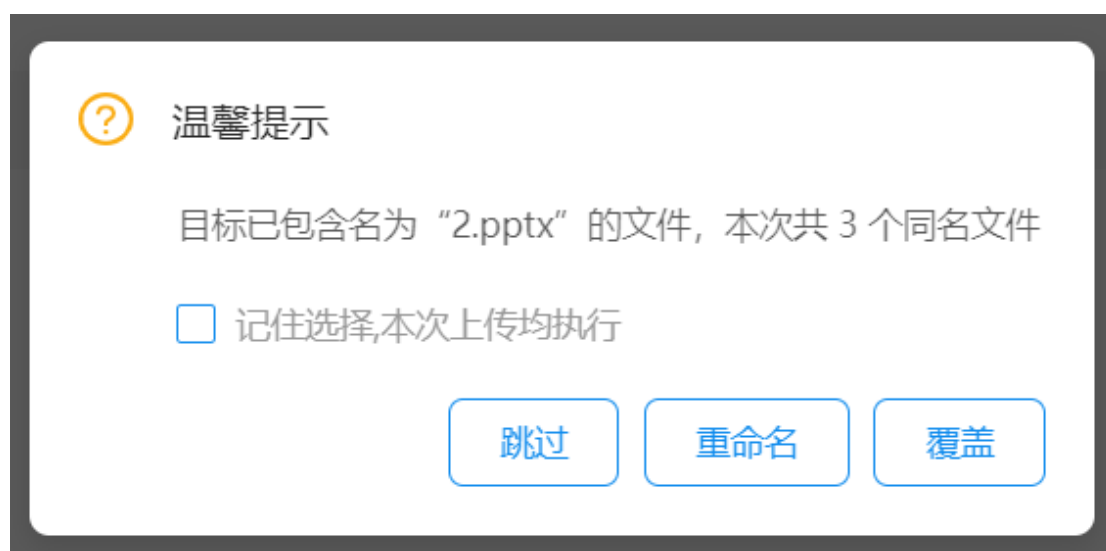 温馨提示
目标已包含名为“2.pptx”的文件，本次共 3 个同名文件
记住选择,本次上传均执行
跳过 重命名 覆盖